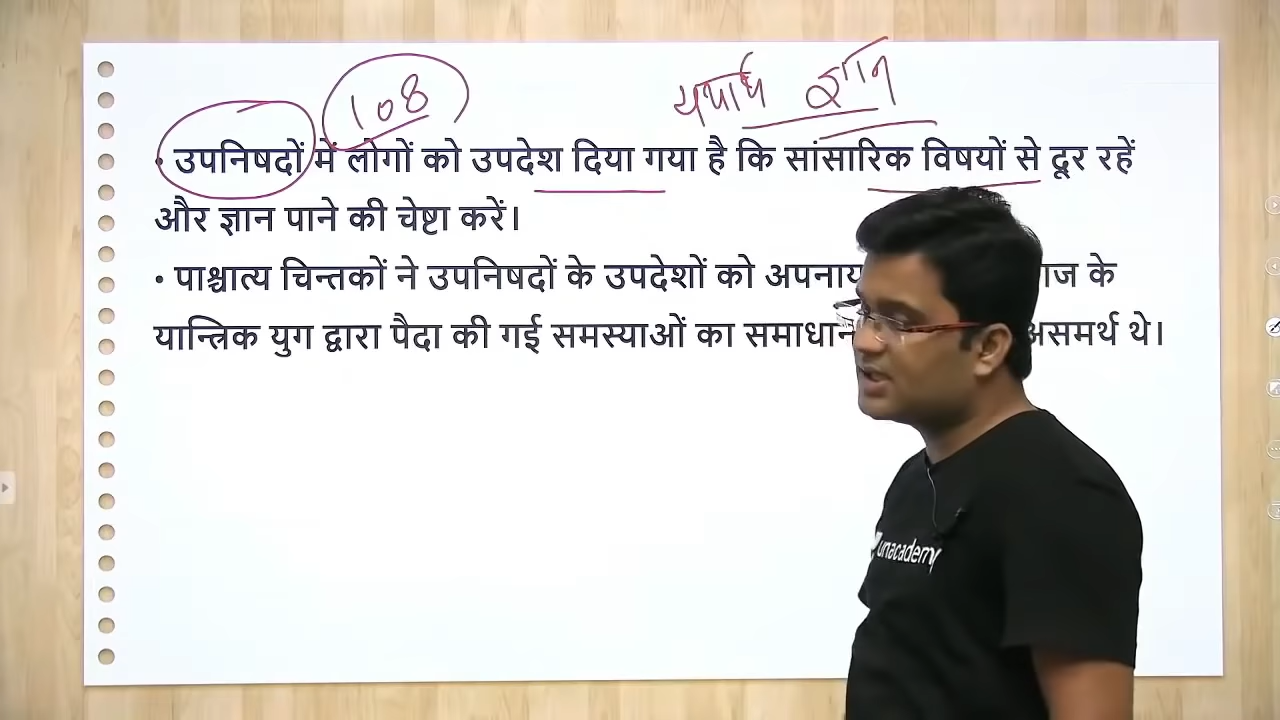 108 यथार्थ ज्ञान
• उपनिषदों में लोगों को उपदेश दिया गया है कि सांसारिक विषयों से दूर रहें
और ज्ञान पाने की चेष्टा करें।
• पाश्चात्य चिन्तकों ने उपनिषदों के उपदेशों को के
यान्त्रिक युग द्वारा पैदा की गई समस्याओं का समाधान असमर्थ थे।
unacademy